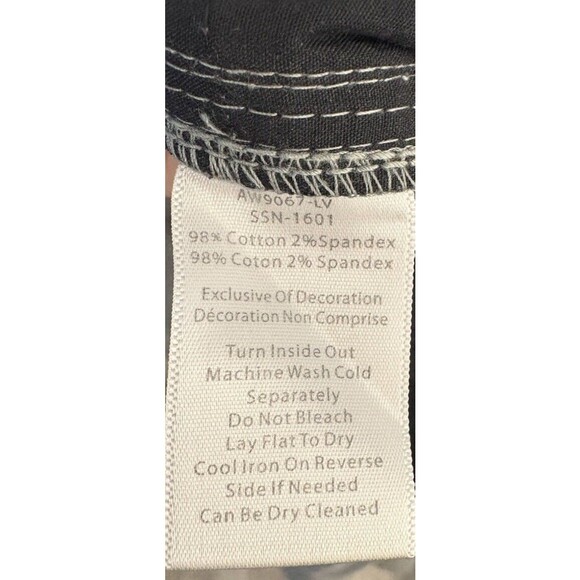 AW9067-LV
SSN-1601
98% Cotton 2%Spandex
98% Coton 2% Spandex
Exclusive Of Decoration
Décoration Non Comprise
Turn Inside Out
Machine Wash Cold
Separately
Do Not Bleach
Lay Flat To Dry
Cool Iron On Reverse
Side If Needed
Can Be Dry Cleaned